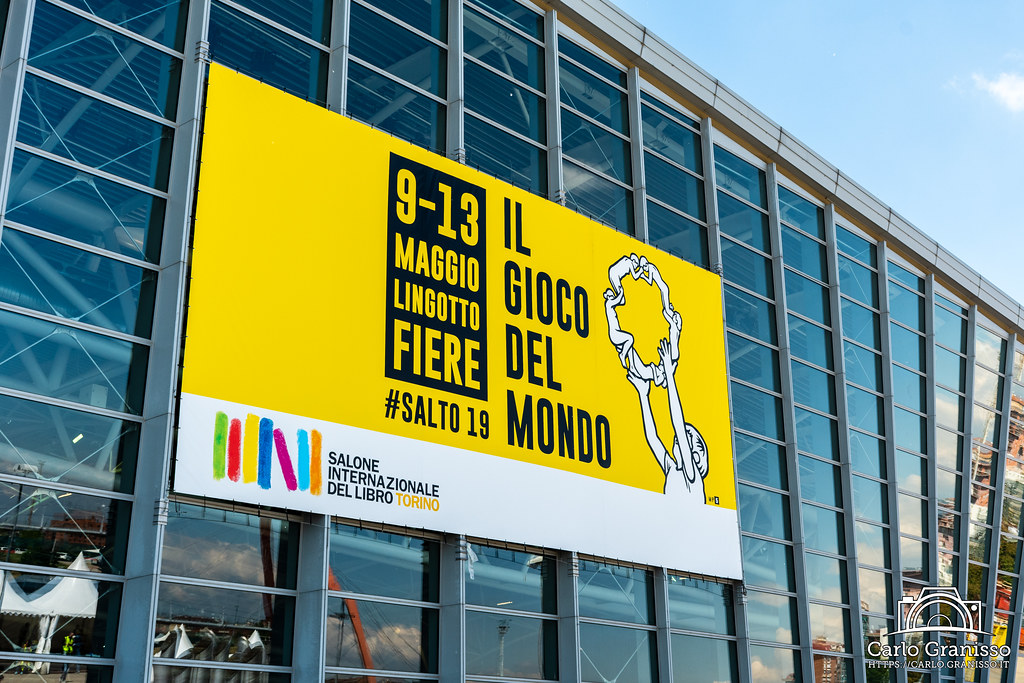 9-13
MAGGIO
LINGOTTO
FIERE
#SALTO 19
IL
GIOCO
DEL
MONDO
SALONE
INTERNAZIONALE
DEL LIBRO TORINO
Carlo Granisso
HTTPS://CARLO.GRANISSO.IT